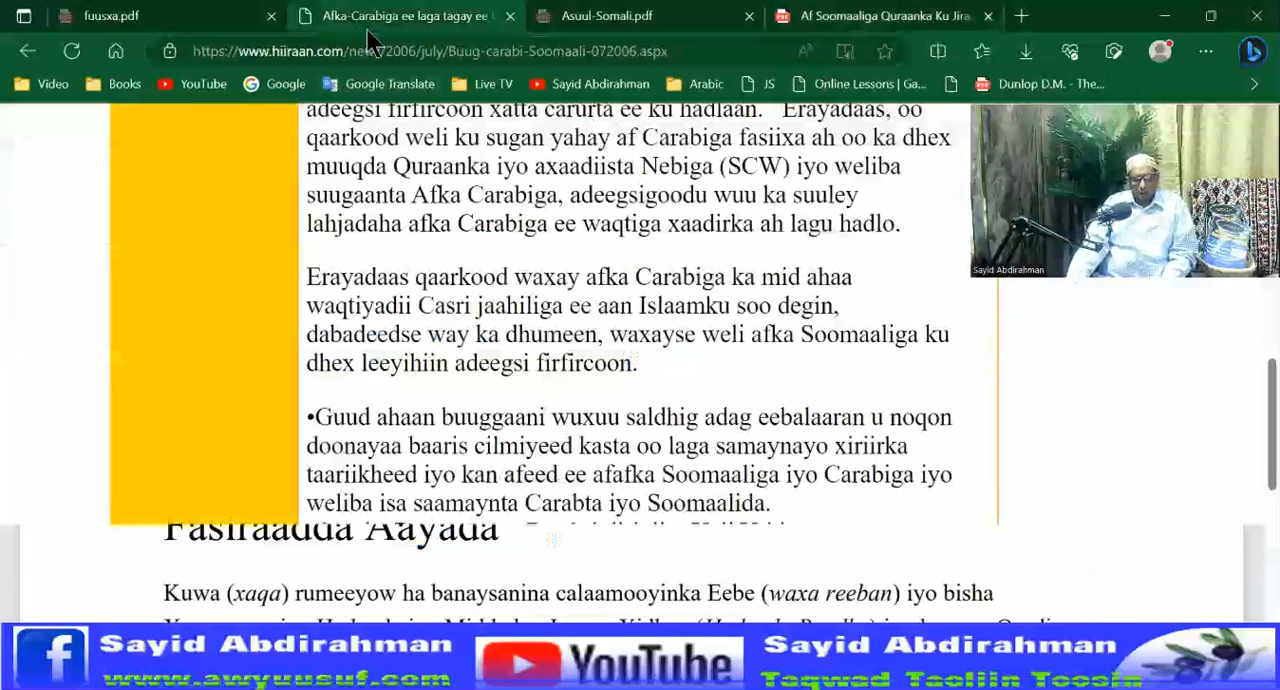 fuusxa.pdf
Afka-Carabiga ee laga tagay ee
Asuul-Somali.pdf
Af Soomaaliga Quraanka Ku Jira
https://www.hiiraan.com/ne 2006/july/Buug-carabi-Soomaali-072006.aspx
Video
Books
YouTube
Google
Google Translate
Live TV
Sayid Abdirahman
Arabic
JS
Online Lessons | Ga...
Dunlop D.M. - The...
adeegsi firfircoon xatta carurta ee ku hadlaan. Erayadaas, oo
qaarkood weli ku sugan yahay af Carabiga fasiixa ah oo ka dhex
muuqda Quraanka iyo axaadiista Nebiga (SCW) iyo weliba
suugaanta Afka Carabiga, adeegsigoodu wuu ka suuley
lahjadaha afka Carabiga ee waqtiga xaadirka ah lagu hadlo.
Erayadaas qaarkood waxay afka Carabiga ka mid ahaa
waqtiyadii Casri jaahiliga ee aan Islaamku soo degin,
dabadeedse way ka dhumeen, waxayse weli afka Soomaaliga ku
dhex leeyihiin adeegsi firfircoon.
•Guud ahaan buuggaani wuxuu saldhig adag eebalaaran u noqon
doonayaa baaris cilmiyeed kasta oo laga samaynayo xiriirka
taariikheed iyo kan afeed ee afafka Soomaaliga iyo Carabiga iyo
weliba isa saamaynta Carabta iyo Soomaalida.
Fasiraadda Aayada
Kuwa (xaqa) rumeeyow ha banaysanina calaamooyinka Eebe (waxa reeban) iyo bisha
Sayid Abdirahman
f
Sayid Abdirahman
www.awyuusuf.com
YouTube
Sayid Abdirahman
Taqwad Taoliin Toosin